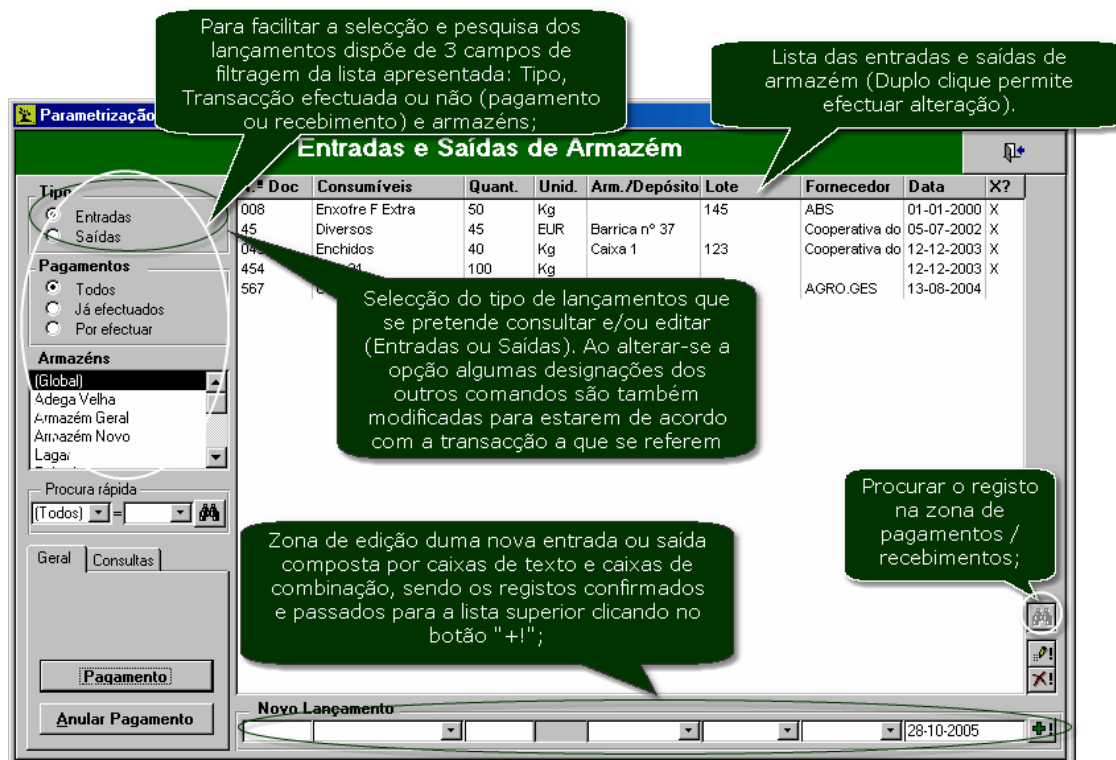 Para facilitar a selecção e pesquisa dos
lançamentos dispõe de 3 campos de
filtragem da lista apresentada: Tipo,
Transacção efectuada ou não (pagamento
ou recebimento) e armazéns;
Lista das entradas e saídas de
armazém (Duplo clique permite
efectuar alteração).
Parametrização
Entradas e Saídas de Armazém
Tipo
Entradas
Saídas
Pagamentos
Todos
Já efectuados
Por efectuar
Armazéns
(Global)
Adega Velha
Armazém Geral
Armazém Novo
Lagar
Procura rápida
(Todos) =
Geral Consultas
Pagamento
Anular Pagamento
N.º Doc Consumíveis Quant. Unid. Arm./Depósito Lote Fornecedor Data X?
008 Enxofre F Extra 50 Kg 145 ABS 01-01-2000 X
45 Diversos 45 EUR Barrica nº 37 Cooperativa do 05-07-2002 X
Enchidos 40 Kg Caixa 1 123 Cooperativa do 12-12-2003 X
454 100 Kg 12-12-2003 X
567 AGRO.GES 13-08-2004
Selecção do tipo de lançamentos que
se pretende consultar e/ou editar
(Entradas ou Saídas). Ao alterar-se a
opção algumas designações dos
outros comandos são também
modificadas para estarem de acordo
com a transacção a que se referem
Procurar o registo
na zona de
pagamentos /
recebimentos;
Zona de edição duma nova entrada ou saída
composta por caixas de texto e caixas de
combinação, sendo os registos confirmados
e passados para a lista superior clicando no
botão "+!";
Novo Lançamento
28-10-2005